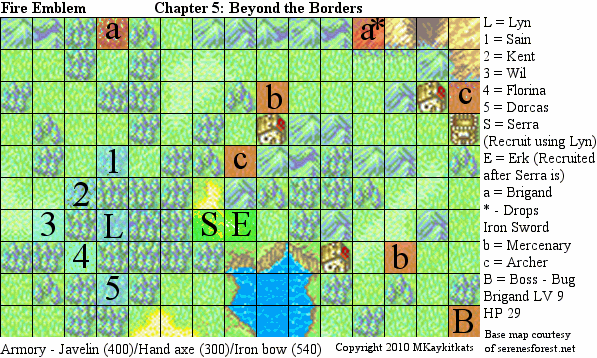 Fire Emblem Chapter 5: Beyond the Borders
a a*
b c
1 c
2
3 L S E
4 b
5
B
L = Lyn
1 = Sain
2 = Kent
3 = Wil
4 = Florina
5 = Dorcas
S = Serra
(Recruit using Lyn)
E = Erk (Recruited
after Serra is)
a = Brigand
* - Drops
Iron Sword
b = Mercenary
c = Archer
B = Boss - Bug
Brigand LV 9
HP 29
Base map courtesy
of serenesforest.net
Armory - Javelin (400)/Hand axe (300)/Iron bow (540) Copyright 2010 MKaykitkats